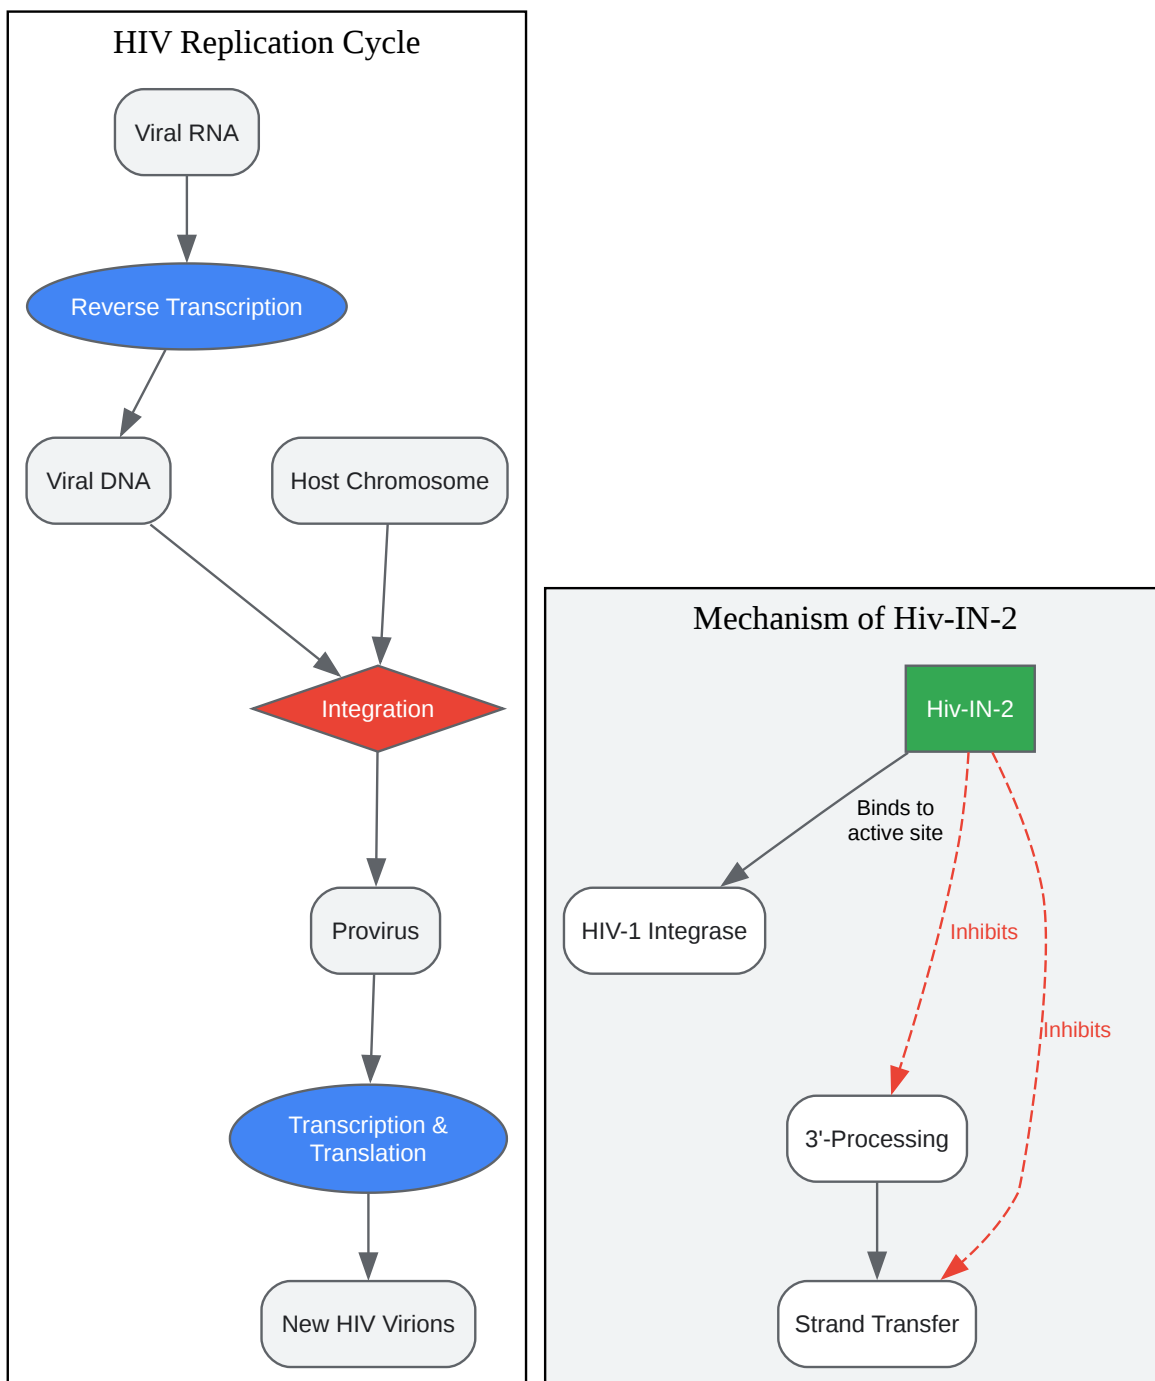 HIV Replication Cycle
Viral RNA
Reverse Transcription
Viral DNA
Host Chromosome
Integration
Provirus
Transcription &
Translation
New HIV Virions
Mechanism of Hiv-IN-2
Hiv-IN-2
Binds to
active site
HIV-1 Integrase
Inhibits
Inhibits
3'-Processing
Strand Transfer